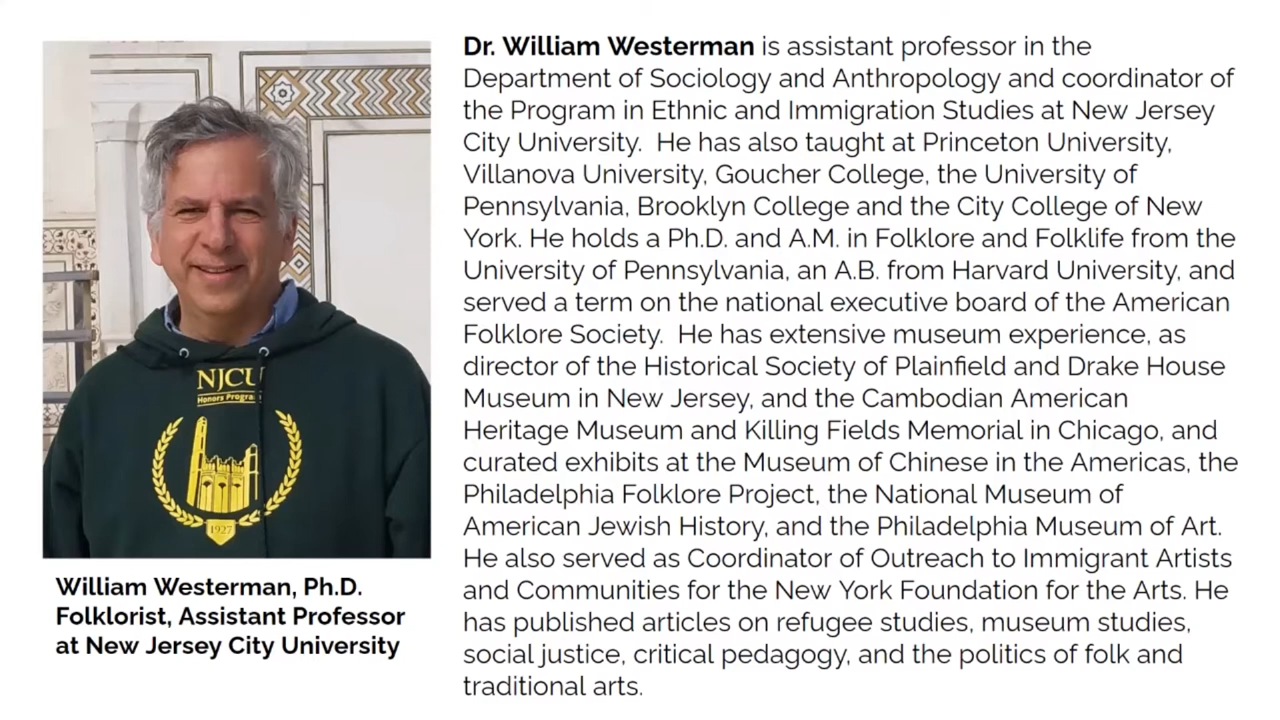 Dr. William Westerman is assistant professor in the
Department of Sociology and Anthropology and coordinator of
the Program in Ethnic and Immigration Studies at New Jersey
City University. He has also taught at Princeton University,
Villanova University, Goucher College, the University of
Pennsylvania, Brooklyn College and the City College of New
York. He holds a Ph.D. and A.M. in Folklore and Folklife from the
University of Pennsylvania, an A.B. from Harvard University, and
served a term on the national executive board of the American
Folklore Society. He has extensive museum experience, as
director of the Historical Society of Plainfield and Drake House
Museum in New Jersey, and the Cambodian American
Heritage Museum and Killing Fields Memorial in Chicago, and
curated exhibits at the Museum of Chinese in the Americas, the
Philadelphia Folklore Project, the National Museum of
American Jewish History, and the Philadelphia Museum of Art.
He also served as Coordinator of Outreach to Immigrant Artists
and Communities for the New York Foundation for the Arts. He
has published articles on refugee studies, museum studies,
social justice, critical pedagogy, and the politics of folk and
traditional arts.
NJCU
Honors Program
1927
William Westerman, Ph.D.
Folklorist, Assistant Professor
at New Jersey City University